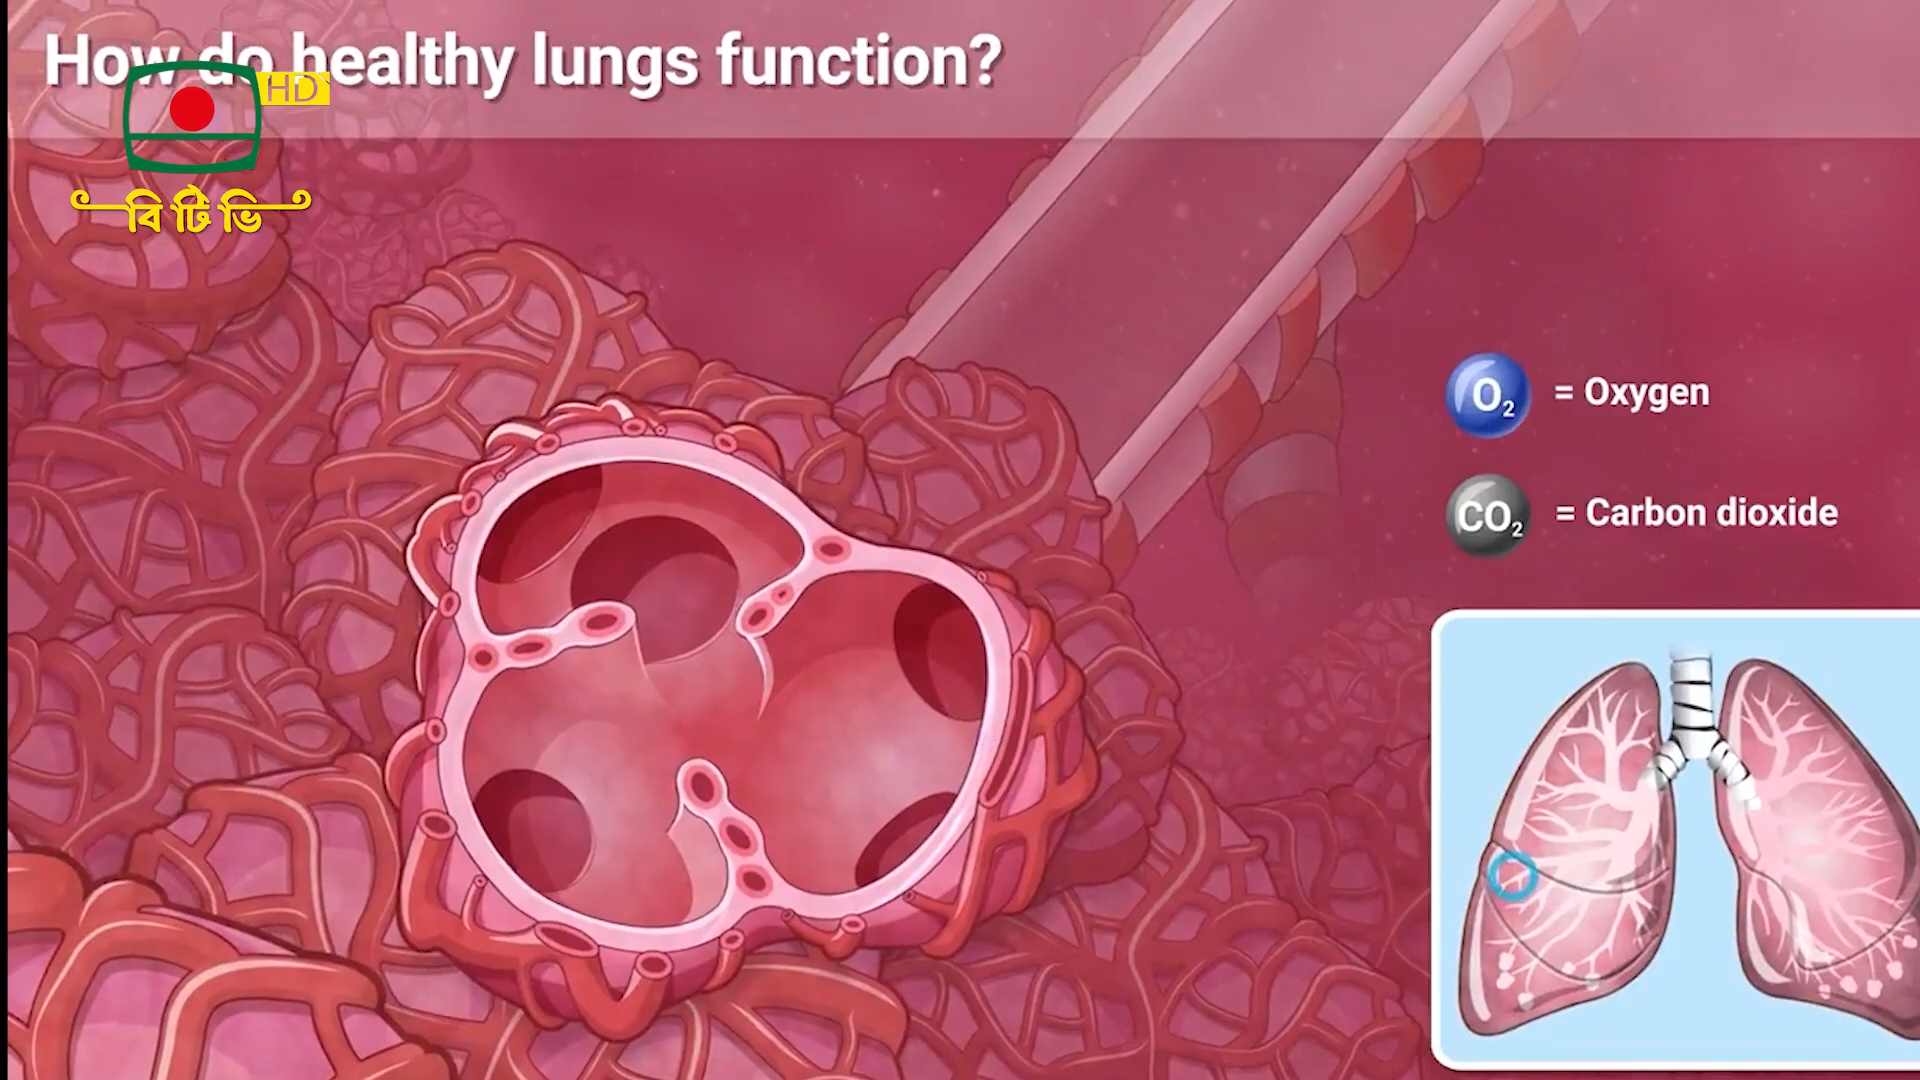 How do healthy lungs function?
HD
বিটিভি
O₂ = Oxygen
CO₂ = Carbon dioxide